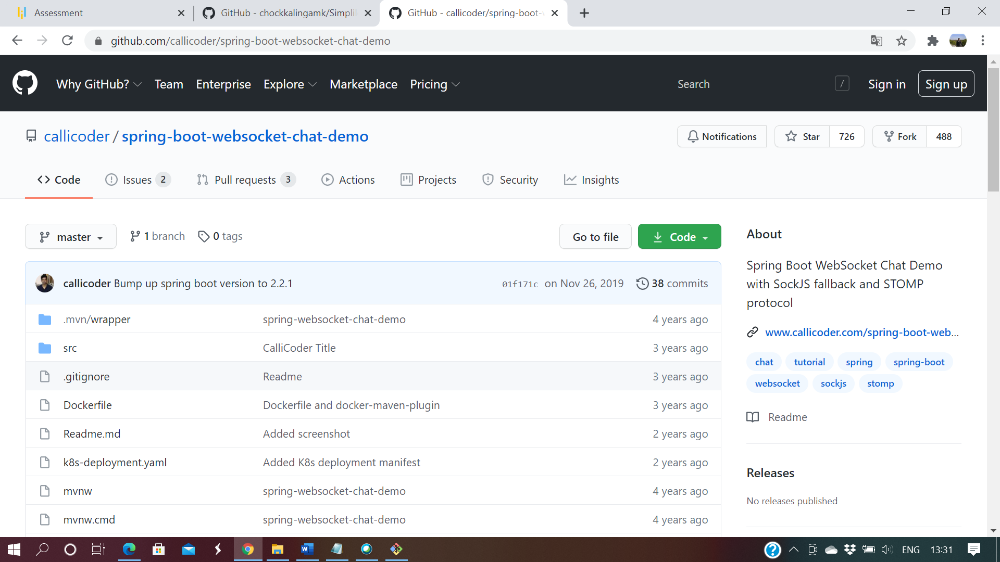 Assessment
GitHub - chockkalingamk/Simplil
GitHub - callicoder/spring-boot-w
github.com/callicoder/spring-boot-websocket-chat-demo
Why GitHub? Team Enterprise Explore Marketplace Pricing Search / Sign in Sign up
callicoder / spring-boot-websocket-chat-demo
Notifications Star 726 Fork 488
Code Issues 2 Pull requests 3 Actions Projects Security Insights
master 1 branch 0 tags Go to file Code
callicoder Bump up spring boot version to 2.2.1 01f171c on Nov 26, 2019 38 commits
.mvn/wrapper spring-websocket-chat-demo 4 years ago
src CalliCoder Title 3 years ago
.gitignore Readme 3 years ago
Dockerfile Dockerfile and docker-maven-plugin 3 years ago
Readme.md Added screenshot 2 years ago
k8s-deployment.yaml Added K8s deployment manifest 2 years ago
mvnw spring-websocket-chat-demo 4 years ago
mvnw.cmd spring-websocket-chat-demo 4 years ago
About
Spring Boot WebSocket Chat Demo
with SockJS fallback and STOMP
protocol
www.callicoder.com/spring-boot-web...
chat tutorial spring spring-boot
websocket sockjs stomp
Readme
Releases
No releases published
ENG 13:31